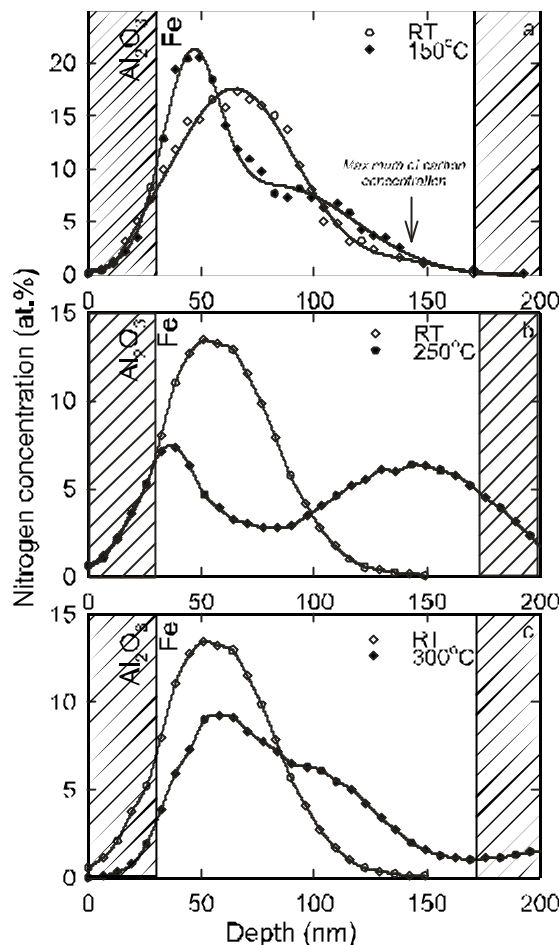 Nitrogen concentration (at.%)
Al2O3
Fe
a
RT
150°C
Maximum of carbon
concentration
20
15
10
5
0
0 50 100 150 200
Al2O3
Fe
b
RT
250°C
15
10
5
0
0 50 100 150 200
Al2O3
Fe
c
RT
300°C
15
10
5
0
0 50 100 150 200
Depth (nm)